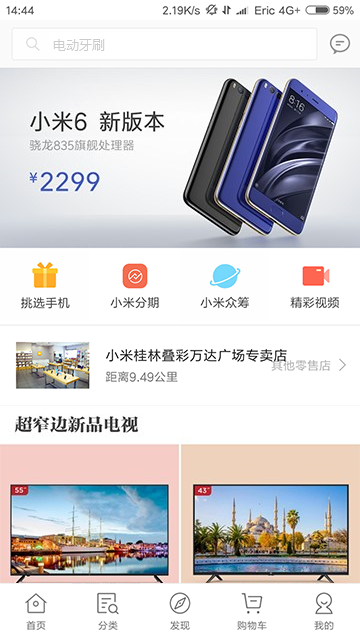 14:44
2.19K/s
Eric 4G+
59%
电动牙刷
小米6 新版本
骁龙835旗舰处理器
¥2299
8:16
挑选手机
小米分期
小米众筹
精彩视频
小米桂林叠彩万达广场专卖店
其他零售店
距离9.49公里
超窄边新品电视
55"
43"
首页
分类
发现
购物车
我的